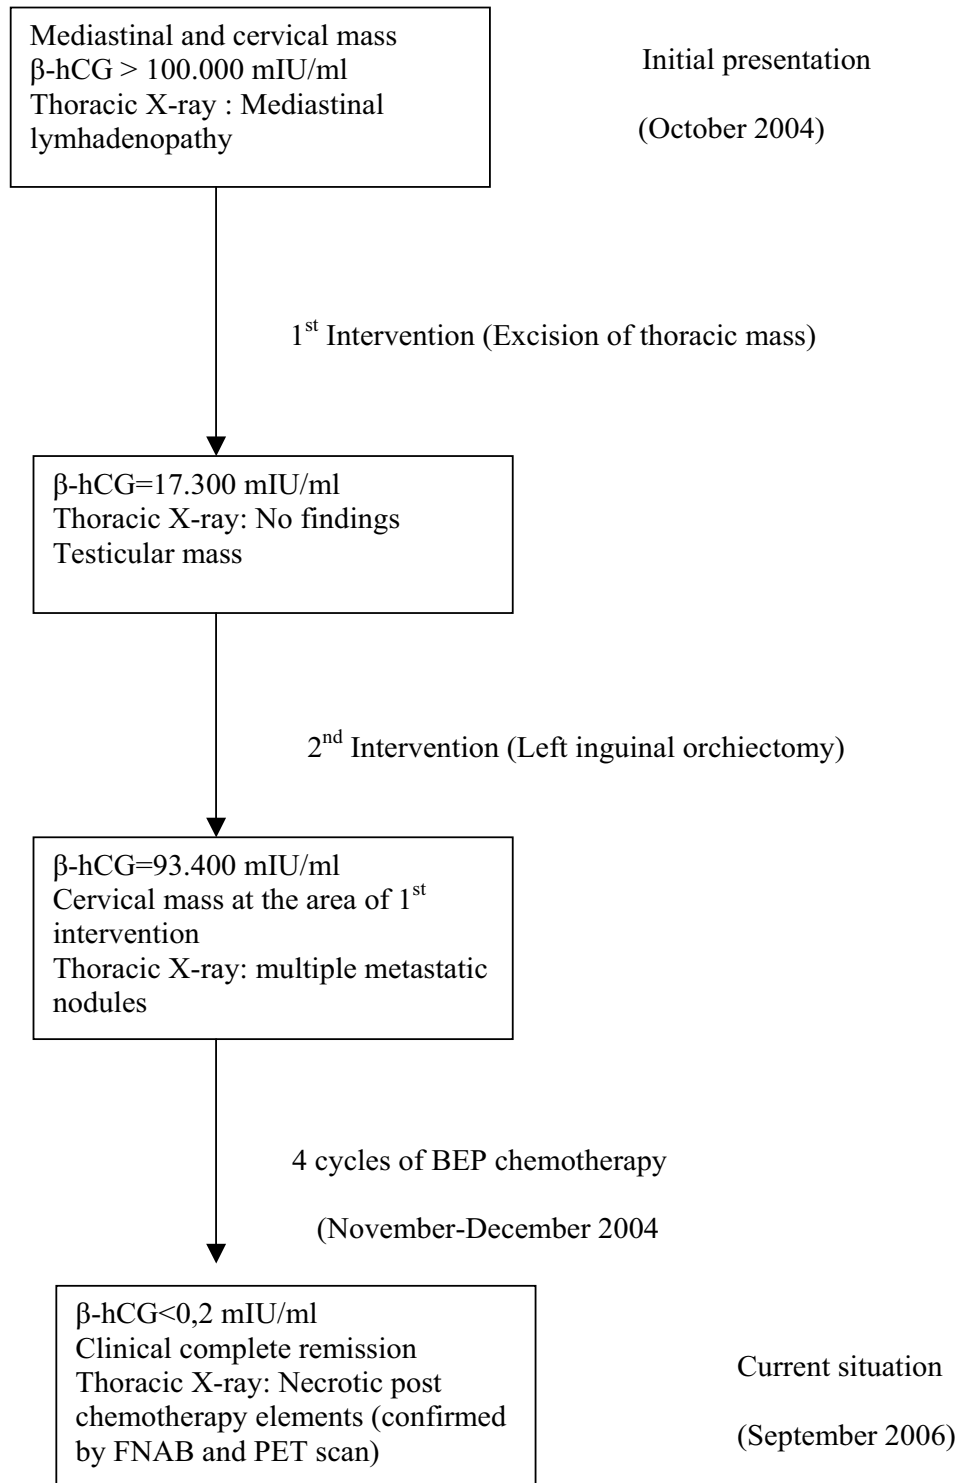 Mediastinal and cervical mass
β-hCG > 100.000 mIU/ml
Thoracic X-ray : Mediastinal
lymhadenopathy
Initial presentation
(October 2004)
1st Intervention (Excision of thoracic mass)
β-hCG=17.300 mIU/ml
Thoracic X-ray: No findings
Testicular mass
2nd Intervention (Left inguinal orchiectomy)
β-hCG=93.400 mIU/ml
Cervical mass at the area of 1st
intervention
Thoracic X-ray: multiple metastatic
nodules
4 cycles of BEP chemotherapy
(November-December 2004
β-hCG<0,2 mIU/ml
Clinical complete remission
Thoracic X-ray: Necrotic post
chemotherapy elements (confirmed
by FNAB and PET scan)
Current situation
(September 2006)